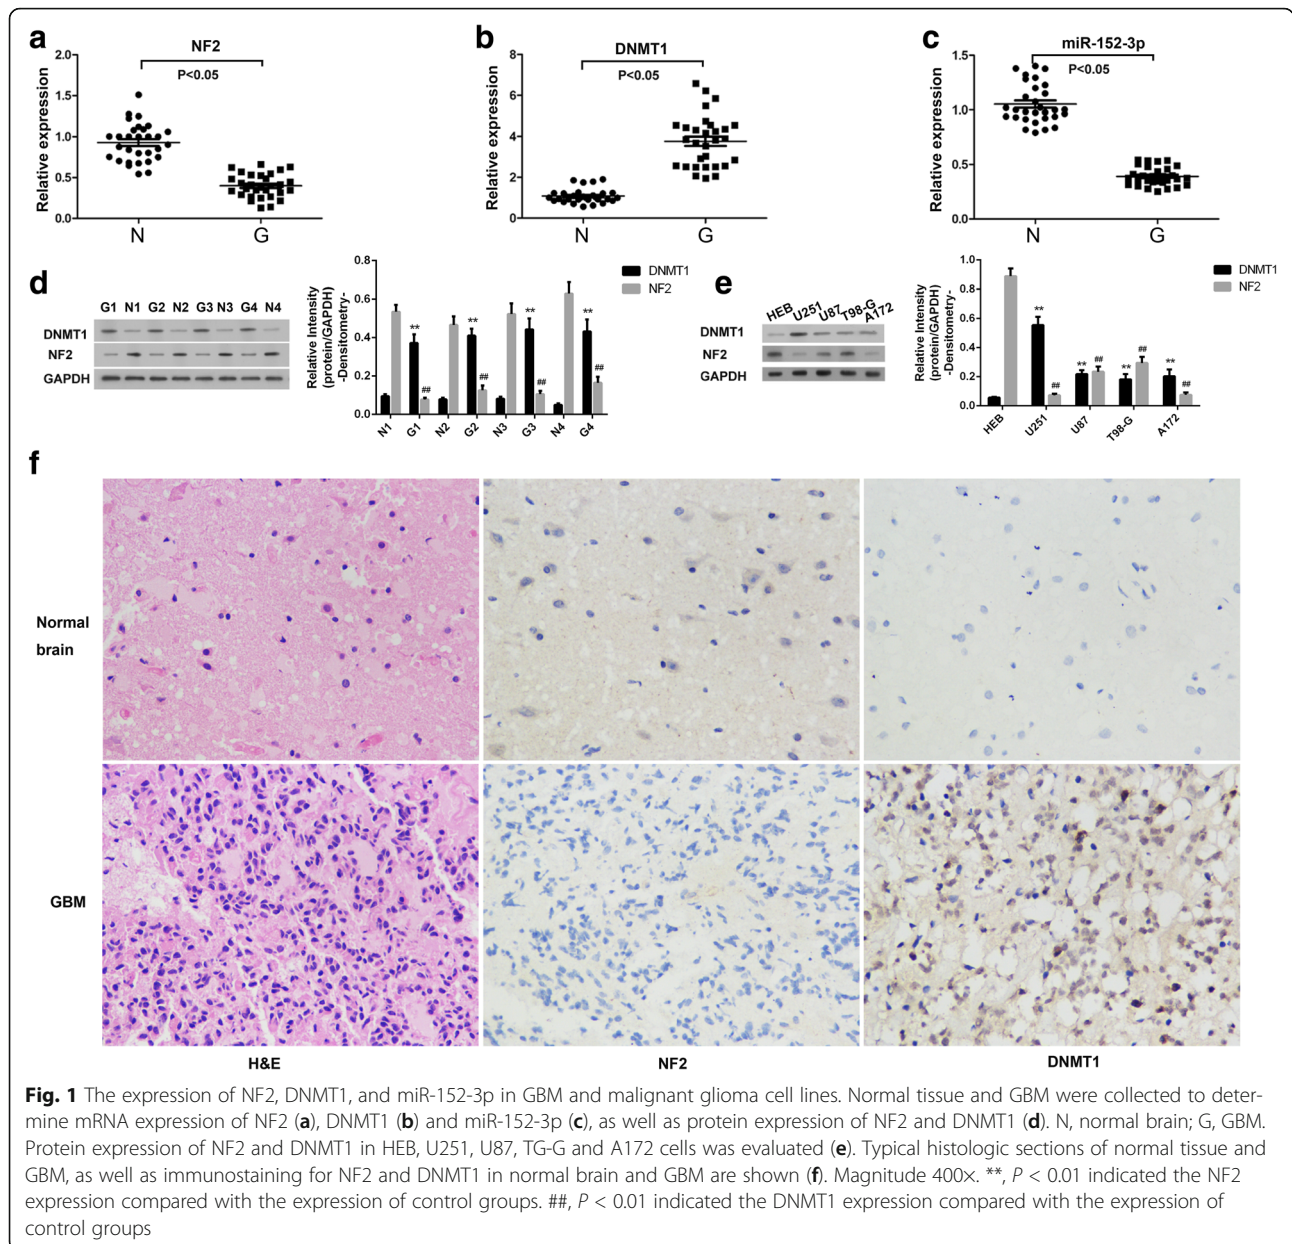 a
NF2
P<0.05
Relative expression
2.0
1.5
1.0
0.5
0.0
N
G
b
DNMT1
P<0.05
Relative expression
8
6
4
2
0
N
G
c
miR-152-3p
P<0.05
Relative expression
1.5
1.0
0.5
0.0
N
G
d
G1 N1 G2 N2 G3 N3 G4 N4
DNMT1
NF2
GAPDH
Relative Intensity
(protein/GAPDH)
-Densitometry-
0.8
0.6
0.4
0.2
0.0
** ## ** ## ** ## ** ##
N1 G1 N2 G2 N3 G3 N4 G4
DNMT1
NF2
e
HEB U251 U87 T98-G A172
DNMT1
NF2
GAPDH
Relative Intensity
(protein/GAPDH)
-Densitometry-
1.0
0.8
0.6
0.4
0.2
0.0
** ## ** ## ** ## ** ##
HEB U251 U87 T98-G A172
DNMT1
NF2
f
Normal
brain
GBM
H&E
NF2
DNMT1
Fig. 1 The expression of NF2, DNMT1, and miR-152-3p in GBM and malignant glioma cell lines. Normal tissue and GBM were collected to deter-
mine mRNA expression of NF2 (a), DNMT1 (b) and miR-152-3p (c), as well as protein expression of NF2 and DNMT1 (d). N, normal brain; G, GBM.
Protein expression of NF2 and DNMT1 in HEB, U251, U87, TG-G and A172 cells was evaluated (e). Typical histologic sections of normal tissue and
GBM, as well as immunostaining for NF2 and DNMT1 in normal brain and GBM are shown (f). Magnitude 400×. **, P < 0.01 indicated the NF2
expression compared with the expression of control groups. ##, P < 0.01 indicated the DNMT1 expression compared with the expression of
control groups